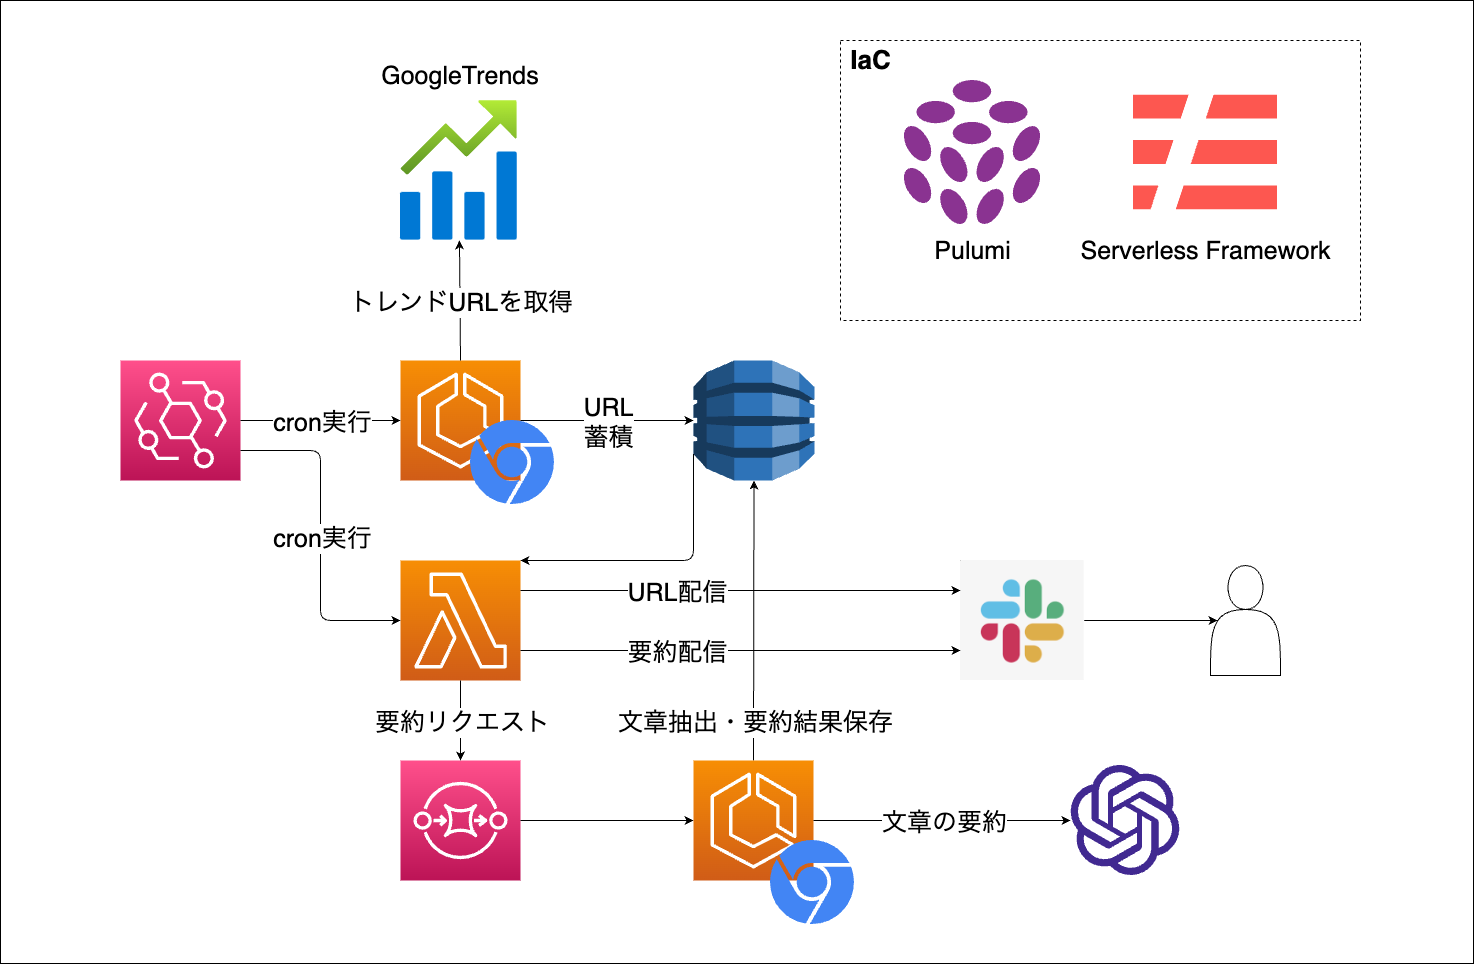 GoogleTrends
IaC
Pulumi
Serverless Framework
トレンドURLを取得
cron実行
URL
蓄積
cron実行
URL配信
要約配信
要約リクエスト
文章抽出・要約結果保存
文章の要約